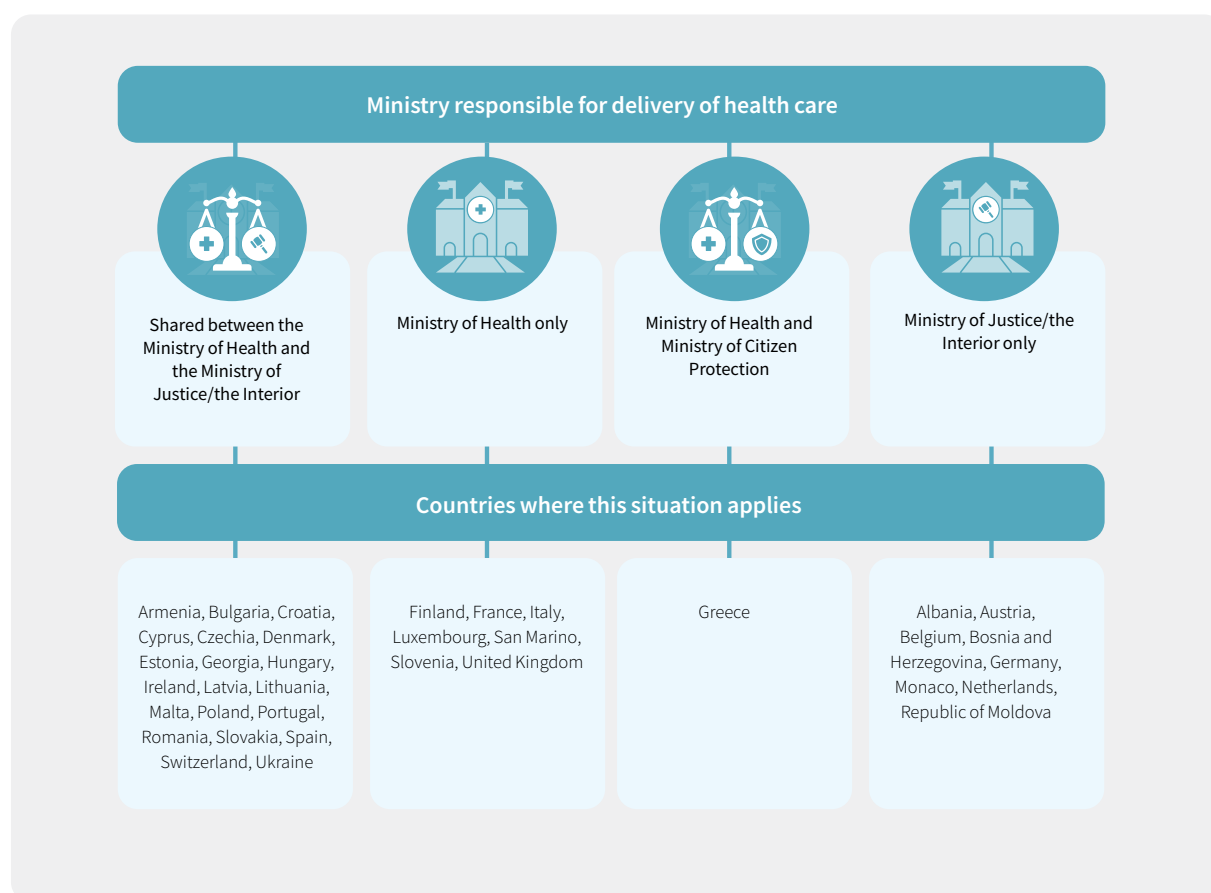 Ministry responsible for delivery of health care
Shared between the
Ministry of Health and
the Ministry of
Justice/the Interior
Ministry of Health only
Ministry of Health and
Ministry of Citizen
Protection
Ministry of Justice/the
Interior only
Countries where this situation applies
Armenia, Bulgaria, Croatia,
Cyprus, Czechia, Denmark,
Estonia, Georgia, Hungary,
Ireland, Latvia, Lithuania,
Malta, Poland, Portugal,
Romania, Slovakia, Spain,
Switzerland, Ukraine
Finland, France, Italy,
Luxembourg, San Marino,
Slovenia, United Kingdom
Greece
Albania, Austria,
Belgium, Bosnia and
Herzegovina, Germany,
Monaco, Netherlands,
Republic of Moldova